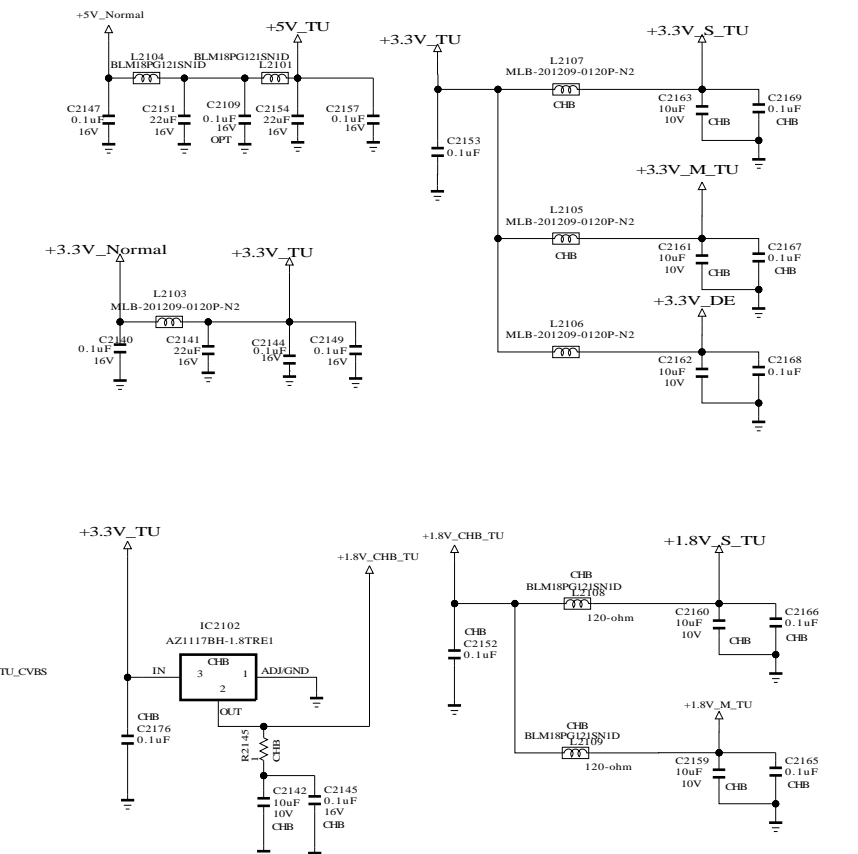 +5V_Normal
+5V_TU
L2104
BLM18PG121SN1D
BLM18PG121SN1D
L2101
C2147
0.1uF
16V
C2151
22uF
16V
C2109
0.1uF
16V
OPT
C2154
22uF
16V
C2157
0.1uF
16V
+3.3V_TU
+3.3V_S_TU
L2107
MLB-201209-0120P-N2
CHB
C2153
0.1uF
C2163
10uF
10V
CHB
C2169
0.1uF
CHB
+3.3V_M_TU
L2105
MLB-201209-0120P-N2
CHB
C2161
10uF
10V
CHB
C2167
0.1uF
CHB
+3.3V_DE
L2106
MLB-201209-0120P-N2
C2162
10uF
10V
C2168
0.1uF
+3.3V_Normal
+3.3V_TU
L2103
MLB-201209-0120P-N2
C2140
0.1uF
16V
C2141
22uF
16V
C2144
0.1uF
16V
C2149
0.1uF
16V
+3.3V_TU
+1.8V_CHB_TU
IC2102
AZ1117BH-1.8TRE1
CHB
IN
3
1
ADJ/GND
2
OUT
TU_CVBS
CHB
C2176
0.1uF
R2145
1
CHB
C2142
10uF
10V
CHB
C2145
0.1uF
16V
CHB
+1.8V_CHB_TU
+1.8V_S_TU
CHB
BLM18PG121SN1D
L2108
120-ohm
CHB
C2152
0.1uF
C2160
10uF
10V
CHB
C2166
0.1uF
CHB
+1.8V_M_TU
CHB
BLM18PG121SN1D
L2109
120-ohm
C2159
10uF
10V
CHB
C2165
0.1uF
CHB